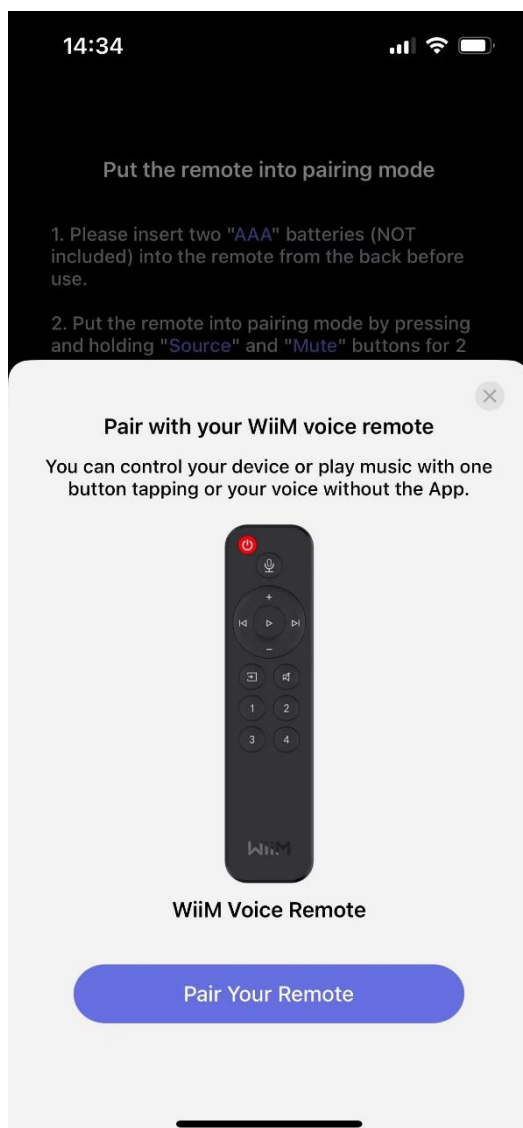 14:34
Put the remote into pairing mode
1. Please insert two "AAA" batteries (NOT
included) into the remote from the back before
use.
2. Put the remote into pairing mode by pressing
and holding "Source" and "Mute" buttons for 2
Pair with your WiiM voice remote
You can control your device or play music with one
button tapping or your voice without the App.
+
−
1 2
3 4
WiiM
WiiM Voice Remote
Pair Your Remote